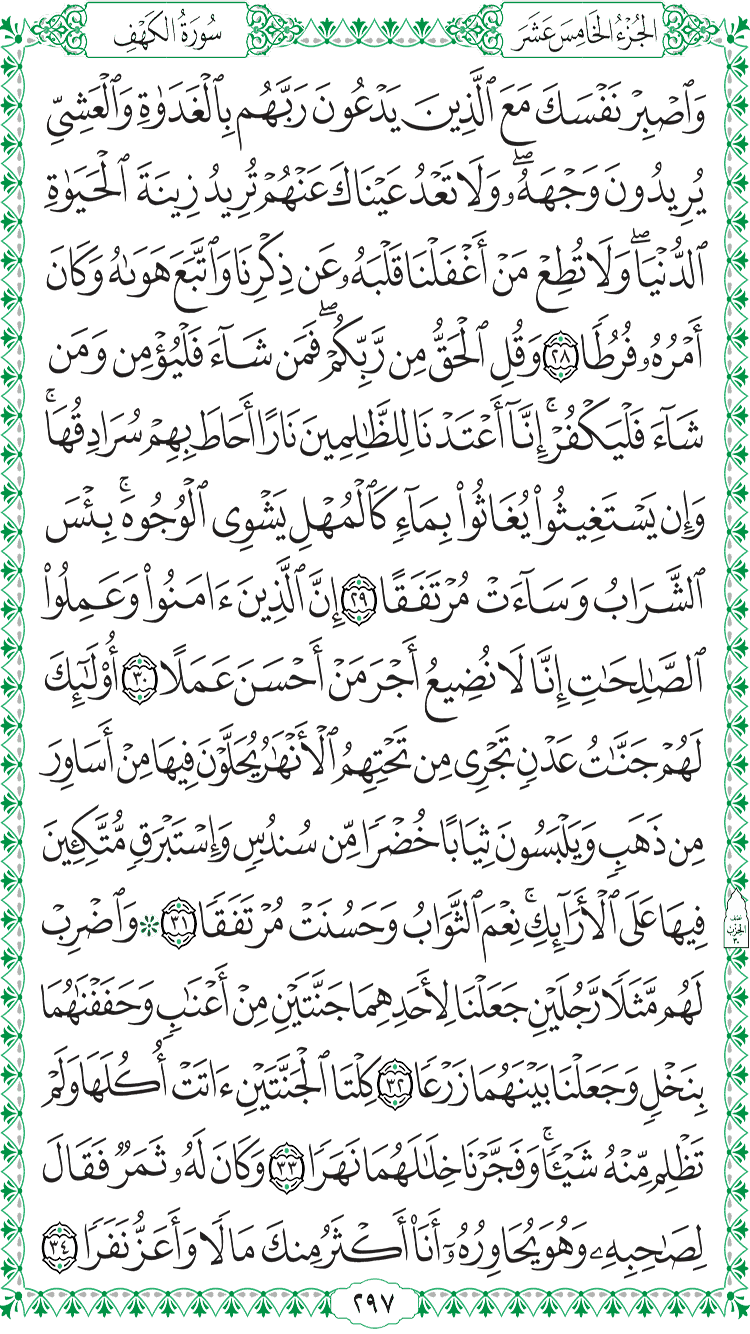 الجُزْءُ الخَامِسَ عَشَرَ
سُورَةُ الكَهْفِ
وَٱصْبِرْ نَفْسَكَ مَعَ ٱلَّذِينَ يَدْعُونَ رَبَّهُم بِٱلْغَدَوٰةِ وَٱلْعَشِيِّ
يُرِيدُونَ وَجْهَهُۥۖ وَلَا تَعْدُ عَيْنَاكَ عَنْهُمْ تُرِيدُ زِينَةَ ٱلْحَيَوٰةِ
ٱلدُّنْيَاۖ وَلَا تُطِعْ مَنْ أَغْفَلْنَا قَلْبَهُۥ عَن ذِكْرِنَا وَٱتَّبَعَ هَوَىٰهُ وَكَانَ
أَمْرُهُۥ فُرُطٗا ٢٨ وَقُلِ ٱلْحَقُّ مِن رَّبِّكُمْۖ فَمَن شَآءَ فَلْيُؤْمِن وَمَن
شَآءَ فَلْيَكْفُرْۚ إِنَّآ أَعْتَدْنَا لِلظَّٰلِمِينَ نَارًا أَحَاطَ بِهِمْ سُرَادِقُهَاۚ
وَإِن يَسْتَغِيثُوا۟ يُغَاثُوا۟ بِمَآءٖ كَٱلْمُهْلِ يَشْوِي ٱلْوُجُوهَۚ بِئْسَ
ٱلشَّرَابُ وَسَآءَتْ مُرْتَفَقًا ٢٩ إِنَّ ٱلَّذِينَ ءَامَنُوا۟ وَعَمِلُوا۟
ٱلصَّٰلِحَٰتِ إِنَّا لَا نُضِيعُ أَجْرَ مَنْ أَحْسَنَ عَمَلًا ٣٠ أُو۟لَٰٓئِكَ
لَهُمْ جَنَّٰتُ عَدْنٖ تَجْرِي مِن تَحْتِهِمُ ٱلْأَنْهَٰرُ يُحَلَّوْنَ فِيهَا مِنْ أَسَاوِرَ
مِن ذَهَبٖ وَيَلْبَسُونَ ثِيَابًا خُضْرٗا مِّن سُندُسٖ وَإِسْتَبْرَقٖ مُّتَّكِـِٔينَ
فِيهَا عَلَى ٱلْأَرَآئِكِۚ نِعْمَ ٱلثَّوَابُ وَحَسُنَتْ مُرْتَفَقٗا ٣١ ۞ وَٱضْرِبْ
لَهُم مَّثَلٗا رَّجُلَيْنِ جَعَلْنَا لِأَحَدِهِمَا جَنَّتَيْنِ مِنْ أَعْنَٰبٖ وَحَفَفْنَٰهُمَا
بِنَخْلٖ وَجَعَلْنَا بَيْنَهُمَا زَرْعٗا ٣٢ كِلْتَا ٱلْجَنَّتَيْنِ ءَاتَتْ أُكُلَهَا وَلَمْ
تَظْلِم مِّنْهُ شَيْـٔٗاۚ وَفَجَّرْنَا خِلَٰلَهُمَا نَهَرٗا ٣٣ وَكَانَ لَهُۥ ثَمَرٞ فَقَالَ
لِصَٰحِبِهِۦ وَهُوَ يُحَاوِرُهُۥٓ أَنَا۠ أَكْثَرُ مِنكَ مَالٗا وَأَعَزُّ نَفَرٗا ٣٤
نصف
الحزب
٣٠
٢٩٧